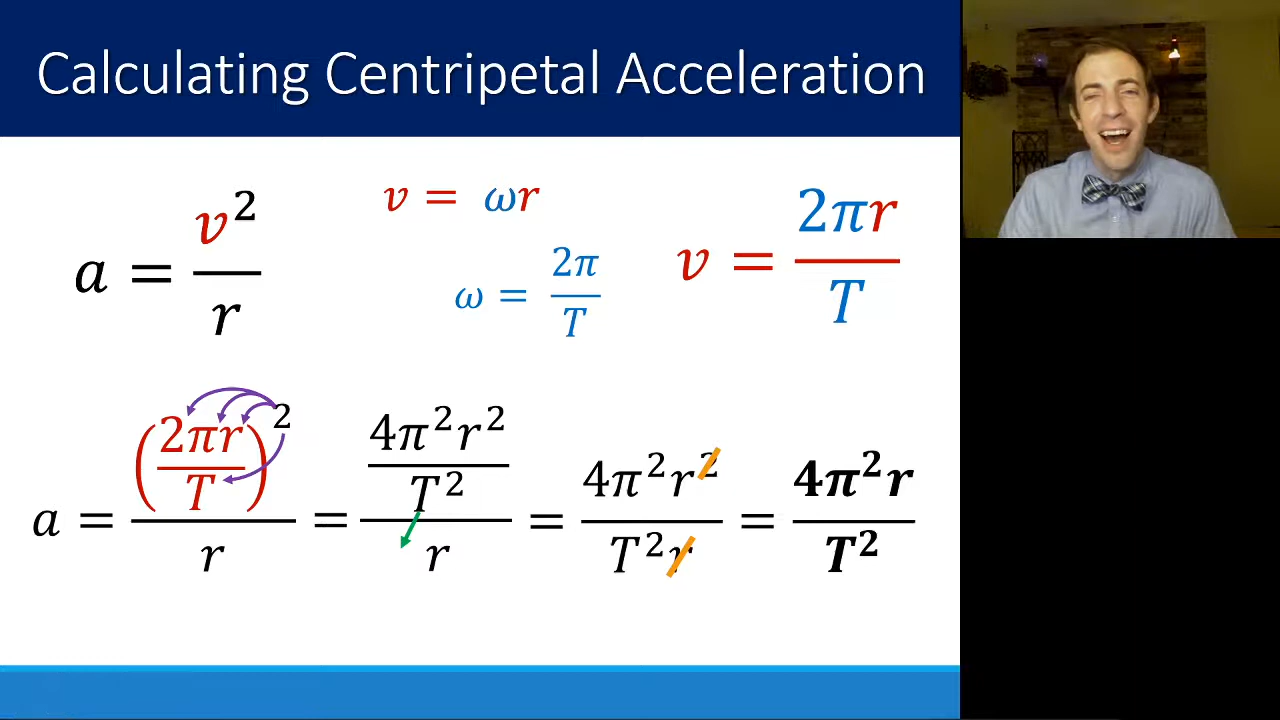 Calculating Centripetal Acceleration
a = v² / r
v = ωr
ω = 2π / T
v = 2πr / T
a = (2πr / T)² / r = 4π²r² / T² / r = 4π²r² / T²r = 4π²r / T²